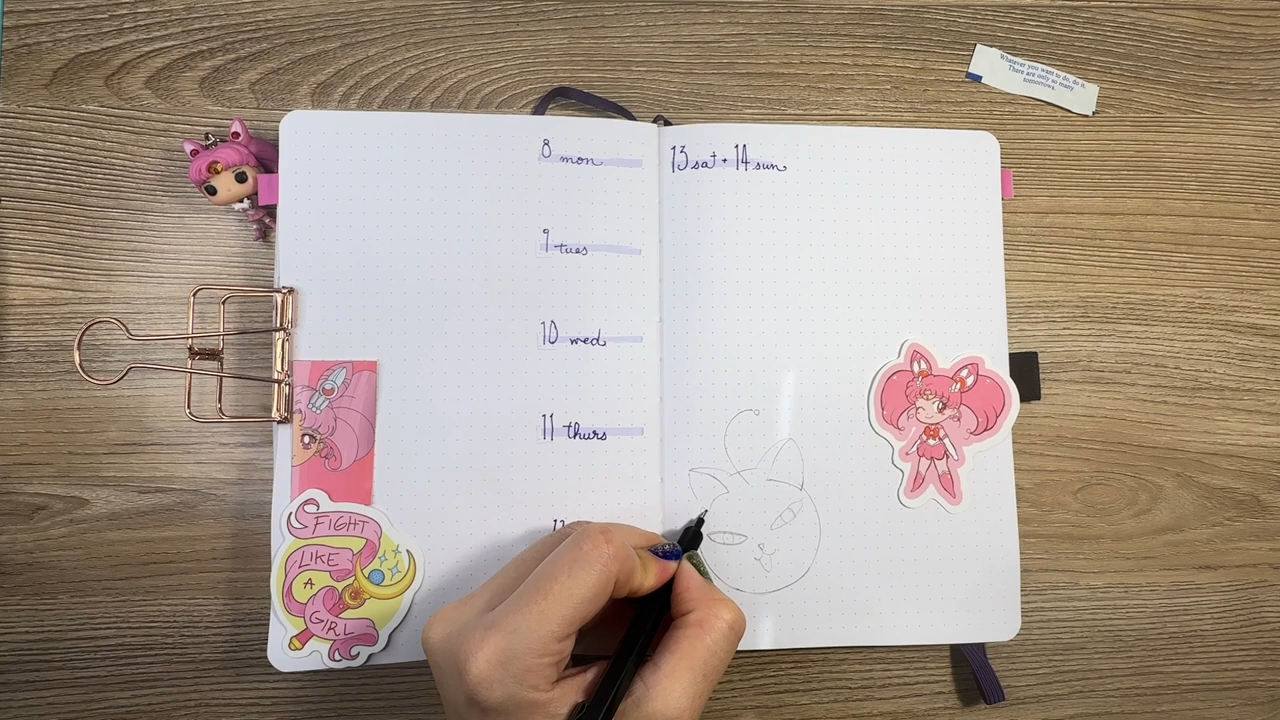 Whatever you want to do, do it.
There are only so many
tomorrows.
8 mon
13 sat + 14 sun
9 tues
10 wed
11 thurs
FIGHT
LIKE
A
GIRL